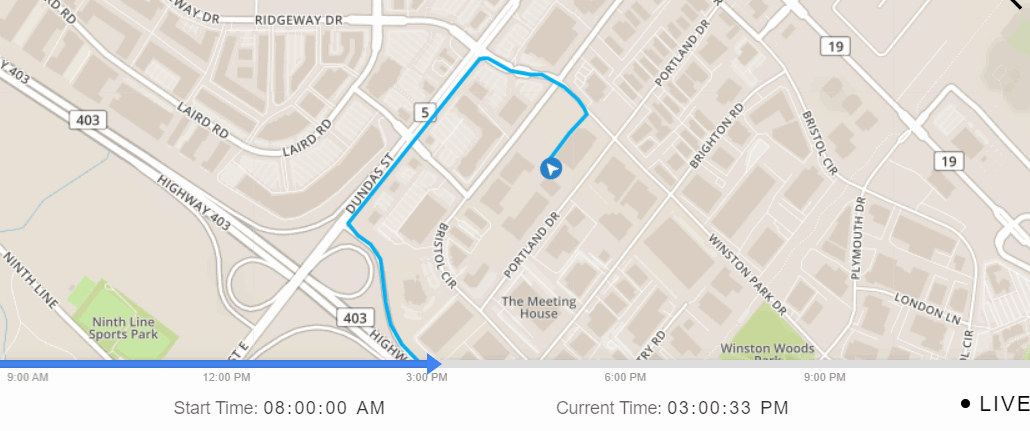 WAY DR
RIDGEWAY DR
RD RD
PORTLAND DR
19
Y 403
403
5
LAIRD RD
LAIRD RD
BRIGHTON RD
BRISTOL CIR
19
DUNDAS ST
HIGHWAY 403
PLYMOUTH DR
BRISTOL CIR
PORTLAND DR
WINSTON PARK DR
NINTH LINE
LONDON LN
The Meeting
House
403
Ninth Line
Sports Park
HIGHW
ST E
RY RD
Winston Woods
Park
OL CIR
9:00 AM
12:00 PM
3:00 PM
6:00 PM
9:00 PM
Start Time: 08:00:00 AM
Current Time: 03:00:33 PM
LIVE